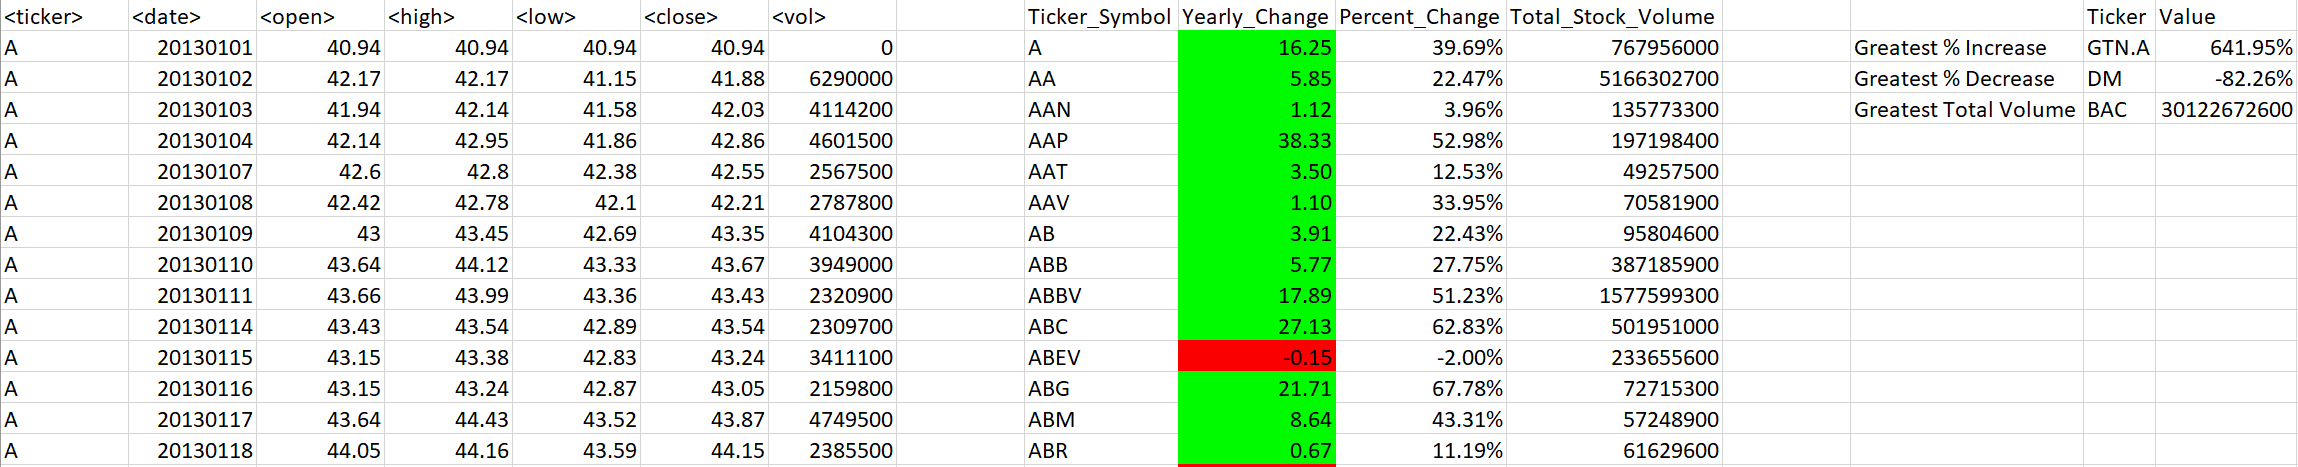 <ticker> <date> <open> <high> <low> <close> <vol> Ticker_Symbol Yearly_Change Percent_Change Total_Stock_Volume Ticker Value
A 20130101 40.94 40.94 40.94 40.94 0 A 16.25 39.69% 767956000 Greatest % Increase GTN.A 641.95%
A 20130102 42.17 42.17 41.15 41.88 6290000 AA 5.85 22.47% 5166302700 Greatest % Decrease DM -82.26%
A 20130103 41.94 42.14 41.58 42.03 4114200 AAN 1.12 3.96% 135773300 Greatest Total Volume BAC 30122672600
A 20130104 42.14 42.95 41.86 42.86 4601500 AAP 38.33 52.98% 197198400
A 20130107 42.6 42.8 42.38 42.55 2567500 AAT 3.50 12.53% 49257500
A 20130108 42.42 42.78 42.1 42.21 2787800 AAV 1.10 33.95% 70581900
A 20130109 43 43.45 42.69 43.35 4104300 AB 3.91 22.43% 95804600
A 20130110 43.64 44.12 43.33 43.67 3949000 ABB 5.77 27.75% 387185900
A 20130111 43.66 43.99 43.36 43.43 2320900 ABBV 17.89 51.23% 1577599300
A 20130114 43.43 43.54 42.89 43.54 2309700 ABC 27.13 62.83% 501951000
A 20130115 43.15 43.38 42.83 43.24 3411100 ABEV -0.15 -2.00% 233655600
A 20130116 43.15 43.24 42.87 43.05 2159800 ABG 21.71 67.78% 72715300
A 20130117 43.64 44.43 43.52 43.87 4749500 ABM 8.64 43.31% 57248900
A 20130118 44.05 44.16 43.59 44.15 2385500 ABR 0.67 11.19% 61629600